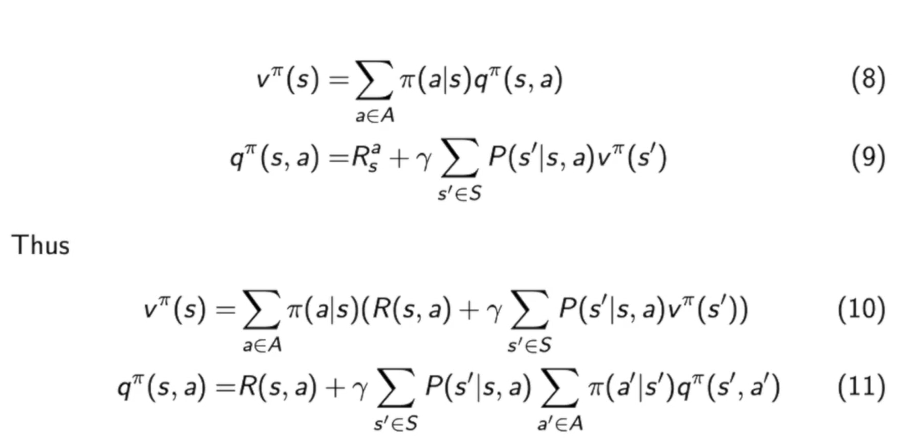 v^π(s) = ∑_{a∈A} π(a|s)q^π(s, a) (8)
q^π(s, a) =R_s^a + γ ∑_{s′∈S} P(s′|s, a)v^π(s′) (9)
Thus
v^π(s) = ∑_{a∈A} π(a|s)(R(s, a) + γ ∑_{s′∈S} P(s′|s, a)v^π(s′)) (10)
q^π(s, a) =R(s, a) + γ ∑_{s′∈S} P(s′|s, a) ∑_{a′∈A} π(a′|s′)q^π(s′, a′) (11)